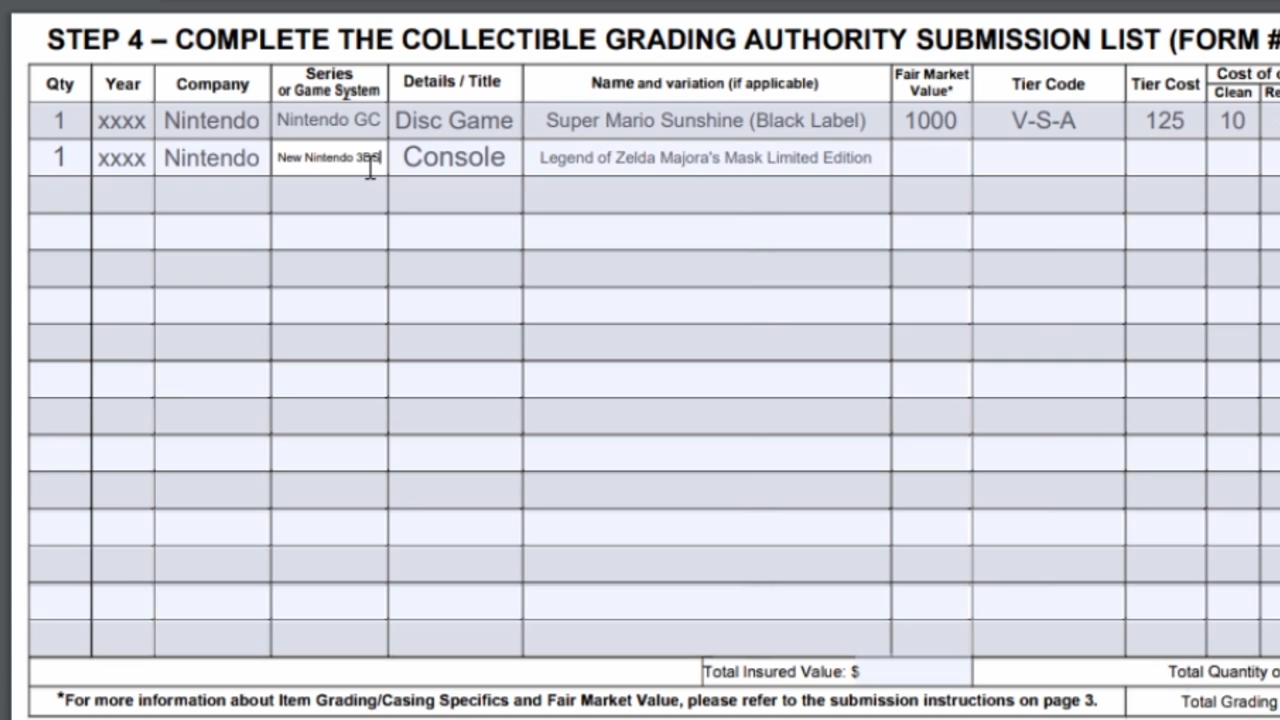 STEP 4 – COMPLETE THE COLLECTIBLE GRADING AUTHORITY SUBMISSION LIST (FORM #
Qty Year Company Series or Game System Details / Title Name and variation (if applicable) Fair Market Value* Tier Code Tier Cost Cost of Clean
1 xxxx Nintendo Nintendo GC Disc Game Super Mario Sunshine (Black Label) 1000 V-S-A 125 10
1 xxxx Nintendo New Nintendo 3DS Console Legend of Zelda Majora's Mask Limited Edition
Total Insured Value: $ Total Quantity
*For more information about Item Grading/Casing Specifics and Fair Market Value, please refer to the submission instructions on page 3. Total Grading